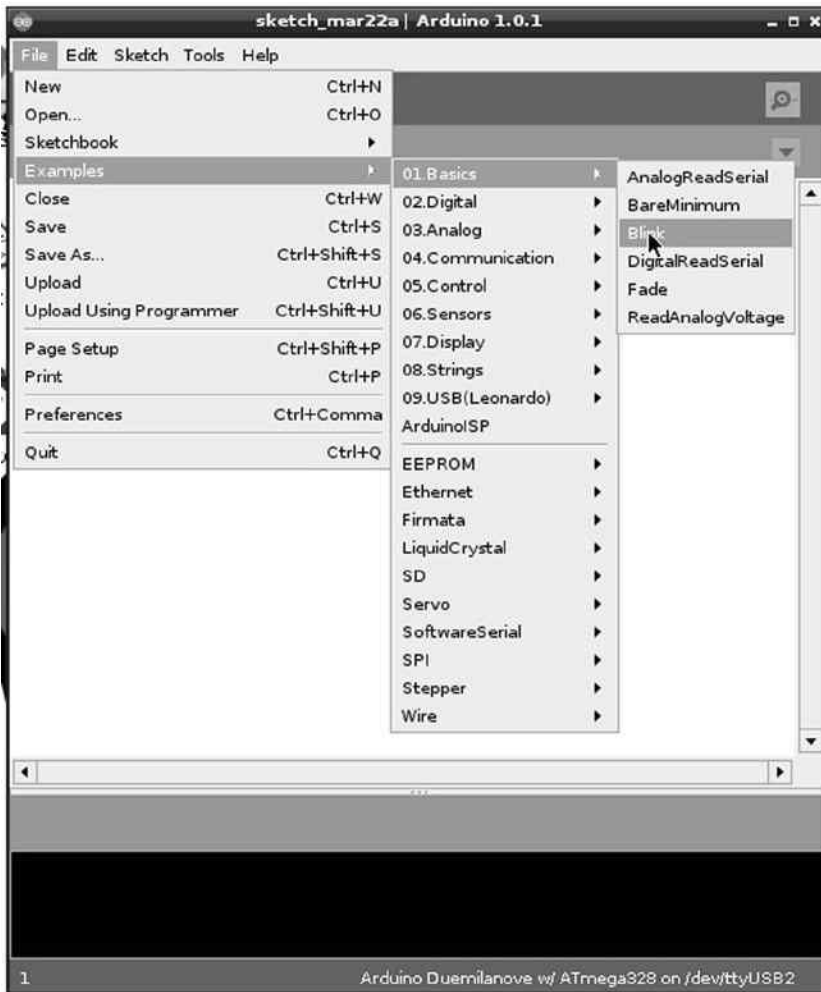 sketch_mar22a | Arduino 1.0.1
File Edit Sketch Tools Help
New Ctrl+N
Open... Ctrl+O
Sketchbook
Examples
Close Ctrl+W
Save Ctrl+S
Save As... Ctrl+Shift+S
Upload Ctrl+U
Upload Using Programmer Ctrl+Shift+U
Page Setup Ctrl+Shift+P
Print Ctrl+P
Preferences Ctrl+Comma
Quit Ctrl+Q
01.Basics
02.Digital
03.Analog
04.Communication
05.Control
06.Sensors
07.Display
08.Strings
09.USB(Leonardo)
ArduinoISP
EEPROM
Ethernet
Firmata
LiquidCrystal
SD
Servo
SoftwareSerial
SPI
Stepper
Wire
AnalogReadSerial
BareMinimum
Blink
DigitalReadSerial
Fade
ReadAnalogVoltage
1 Arduino Duemilanove w/ ATmega328 on /dev/ttyUSB2